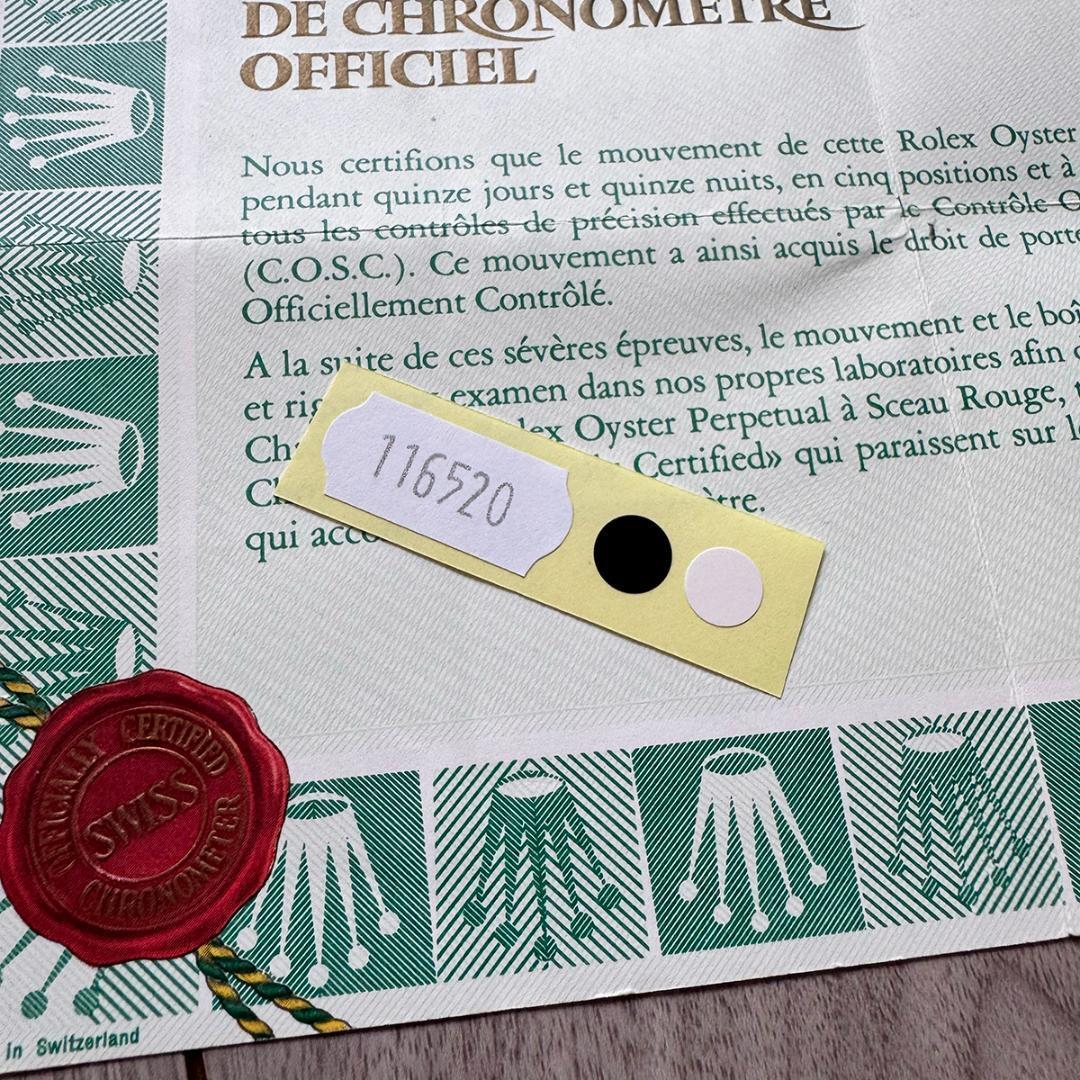 DE CHRONOMETRE
OFFICIEL
Nous certifions que le mouvement de cette Rolex Oyster
pendant quinze jours et quinze nuits, en cinq positions et à
tous les contrôles de précision effectués par le Contrôle O
(C.O.S.C.). Ce mouvement a ainsi acquis le droit de porte
Officiellement Contrôlé.
A la suite de ces sévères épreuves, le mouvement et le boî
et rig examen dans nos propres laboratoires afin
Ch lex Oyster Perpetual à Sceau Rouge,
Certified» qui paraissent sur
tre.
qui acco
116520
OFFICIALLY CERTIFIED
SWISS
CHRONOMETER
in Switzerland